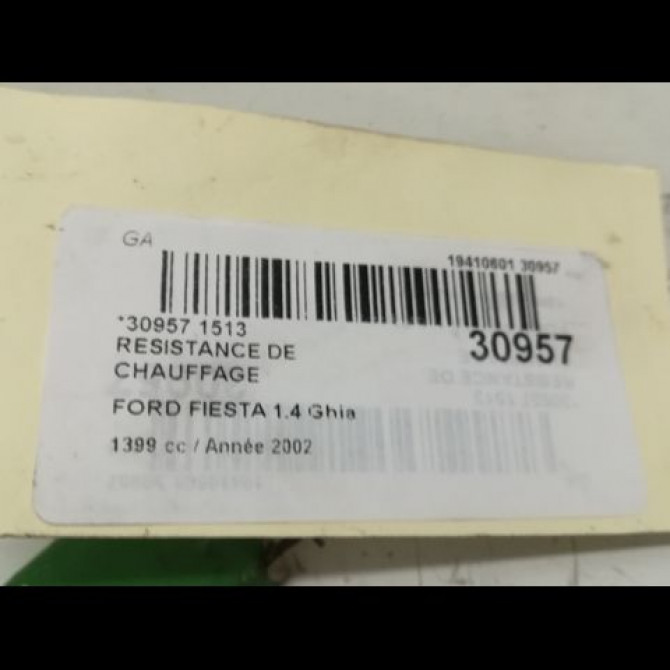 GA
19410601 30957
*30957 1513
30957
RESISTANCE DE
CHAUFFAGE
FORD FIESTA 1.4 Ghia
1399 cc / Année 2002